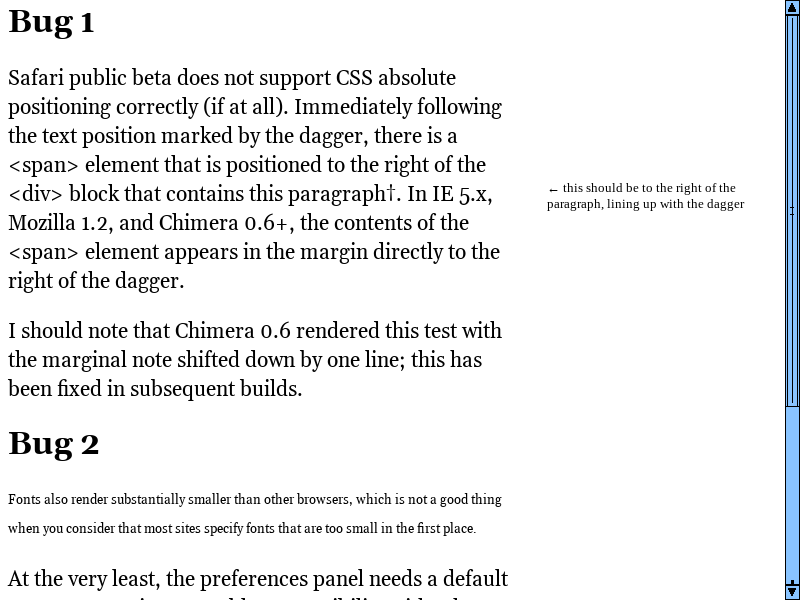 Bug 1
Safari public beta does not support CSS absolute
positioning correctly (if at all). Immediately following
the text position marked by the dagger, there is a
<span> element that is positioned to the right of the
<div> block that contains this paragraph†. In IE 5.x,
Mozilla 1.2, and Chimera 0.6+, the contents of the
<span> element appears in the margin directly to the
right of the dagger.
← this should be to the right of the
paragraph, lining up with the dagger
I should note that Chimera 0.6 rendered this test with
the marginal note shifted down by one line; this has
been fixed in subsequent builds.
Bug 2
Fonts also render substantially smaller than other browsers, which is not a good thing
when you consider that most sites specify fonts that are too small in the first place.
At the very least, the preferences panel needs a default